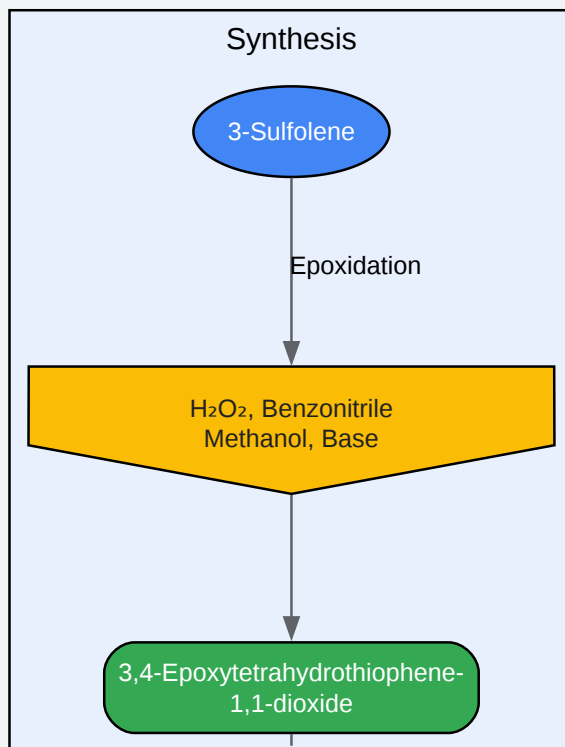 Synthesis
3-Sulfolene
Epoxidation
H₂O₂, Benzonitrile
Methanol, Base
3,4-Epoxytetrahydrothiophene-
1,1-dioxide